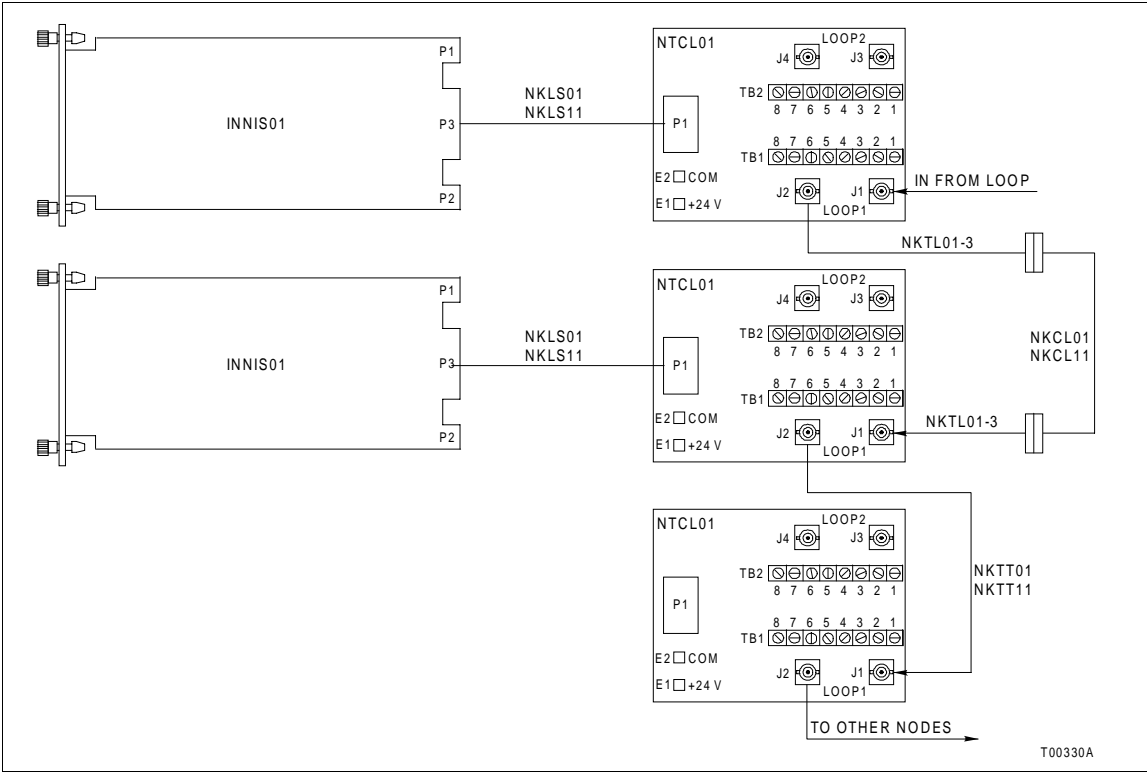 NTCL01
LOOP2
J4
J3
P1
INNIS01
P3
P2
NKLS01
NKLS11
P1
TB2
8 7 6 5 4 3 2 1
8 7 6 5 4 3 2 1
TB1
E2 COM
E1 +24 V
J2
J1
LOOP1
IN FROM LOOP
NKTL01-3
NKCL01
NKCL11
NTCL01
LOOP2
J4
J3
P1
INNIS01
P3
P2
NKLS01
NKLS11
P1
TB2
8 7 6 5 4 3 2 1
8 7 6 5 4 3 2 1
TB1
E2 COM
E1 +24 V
J2
J1
LOOP1
NKTL01-3
NTCL01
LOOP2
J4
J3
P1
TB2
8 7 6 5 4 3 2 1
8 7 6 5 4 3 2 1
TB1
E2 COM
E1 +24 V
J2
J1
LOOP1
NKTT01
NKTT11
TO OTHER NODES
T00330A